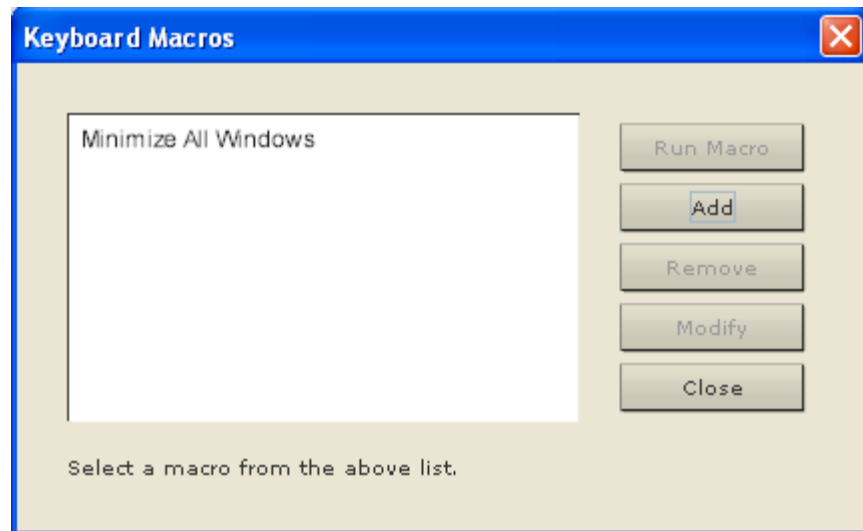 Keyboard Macros
Minimize All Windows
Run Macro
Add
Remove
Modify
Close
Select a macro from the above list.